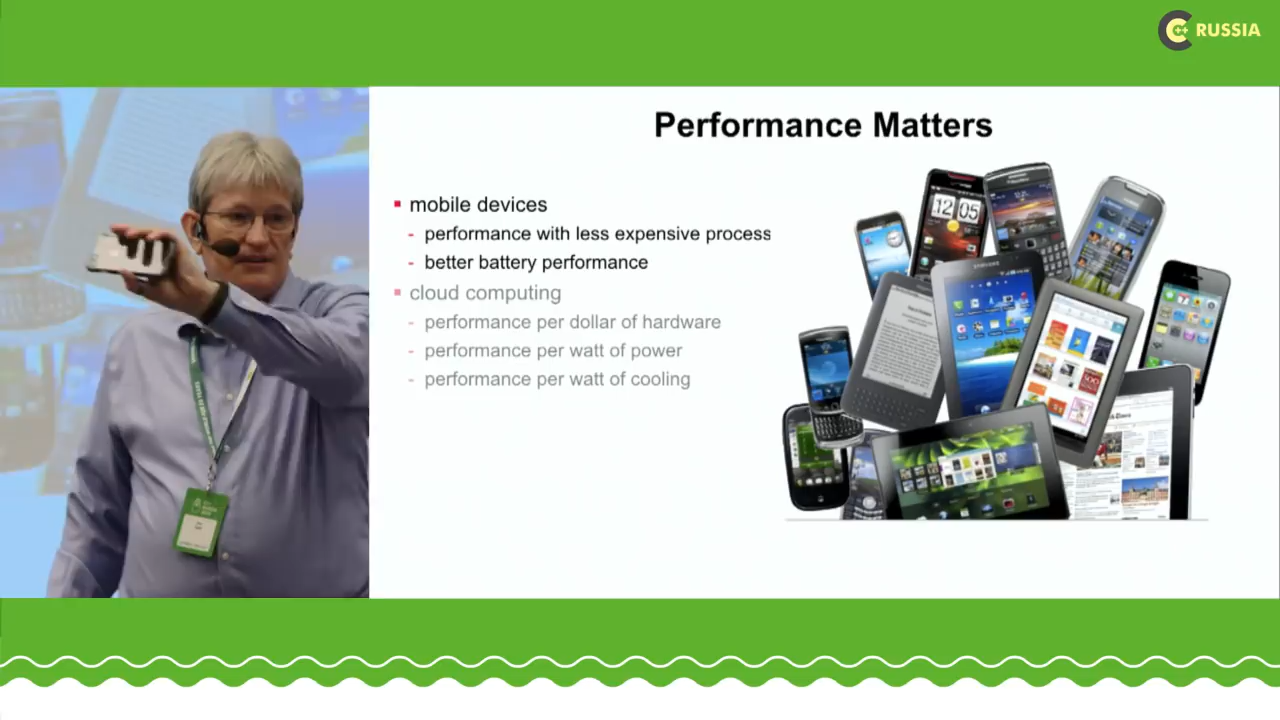 C++ RUSSIA
Performance Matters
mobile devices
- performance with less expensive process
- better battery performance
cloud computing
- performance per dollar of hardware
- performance per watt of power
- performance per watt of cooling
12 05
SAMSUNG